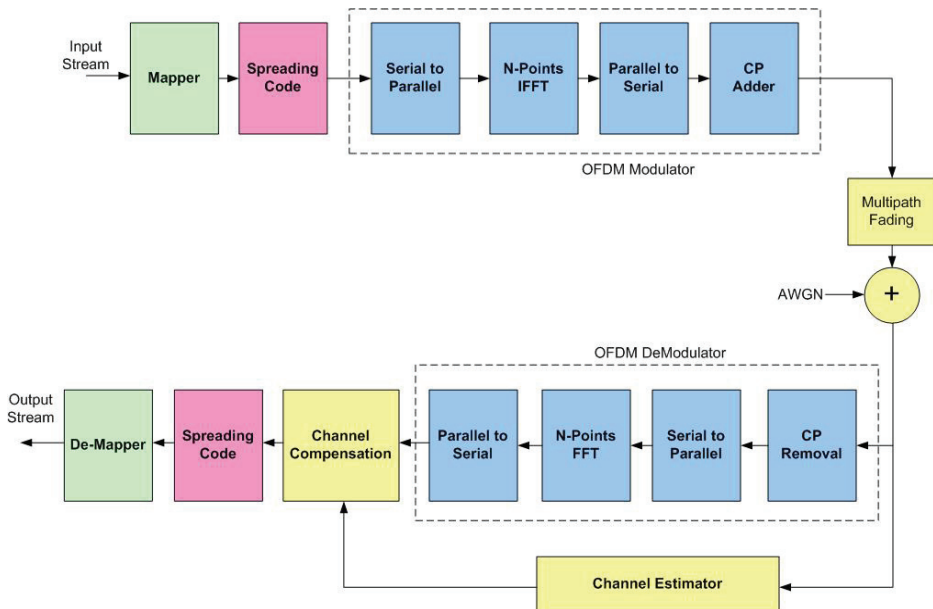 Input
Stream
Mapper
Spreading
Code
Serial to
Parallel
N-Points
IFFT
Parallel to
Serial
CP
Adder
OFDM Modulator
Multipath
Fading
AWGN
+
OFDM DeModulator
Output
Stream
De-Mapper
Spreading
Code
Channel
Compensation
Parallel to
Serial
N-Points
FFT
Serial to
Parallel
CP
Removal
Channel Estimator